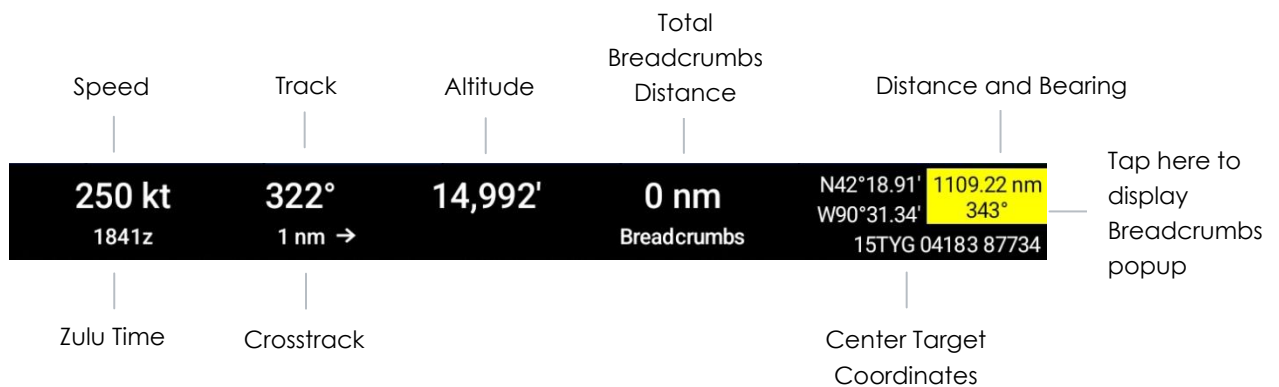 Total
Breadcrumbs
Distance
Speed
Track
Altitude
Distance and Bearing
Tap here to
display
Breadcrumbs
popup
250 kt
322°
14,992'
0 nm
N42°18.91'
1109.22 nm
W90°31.34'
343°
1841z
1 nm →
Breadcrumbs
15TYG 04183 87734
Zulu Time
Crosstrack
Center Target
Coordinates